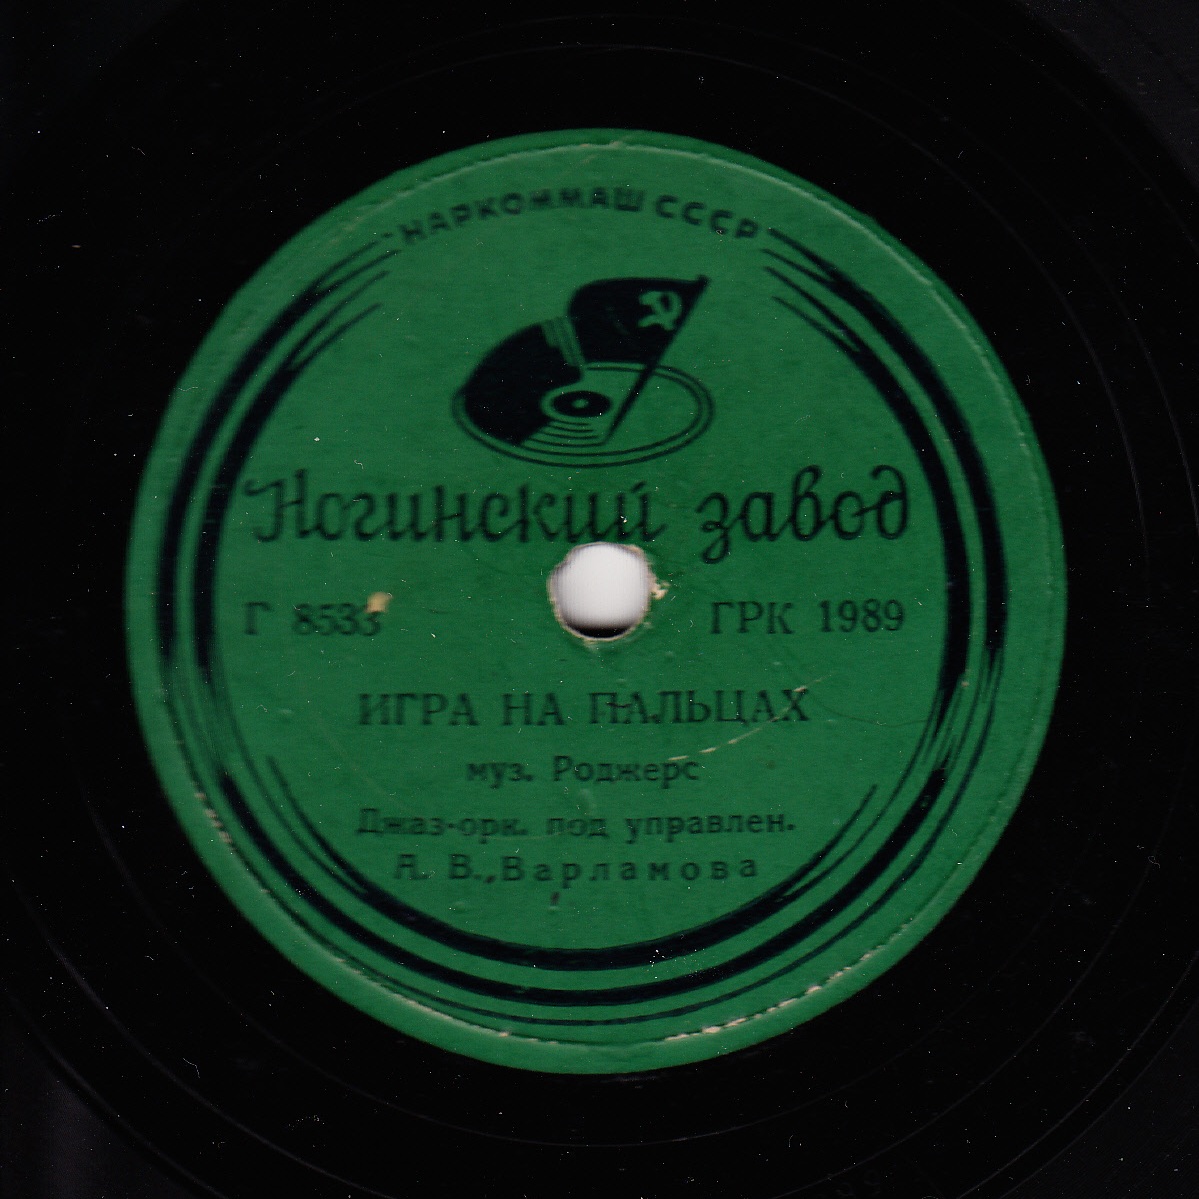 НАРКОММАШ СССР
Ногинский завод
Г 8533 ГРК 1989
ИГРА НА ПАЛЬЦАХ
муз. Роджерс
Джаз-орк. под управлен.
А. В. Варламова